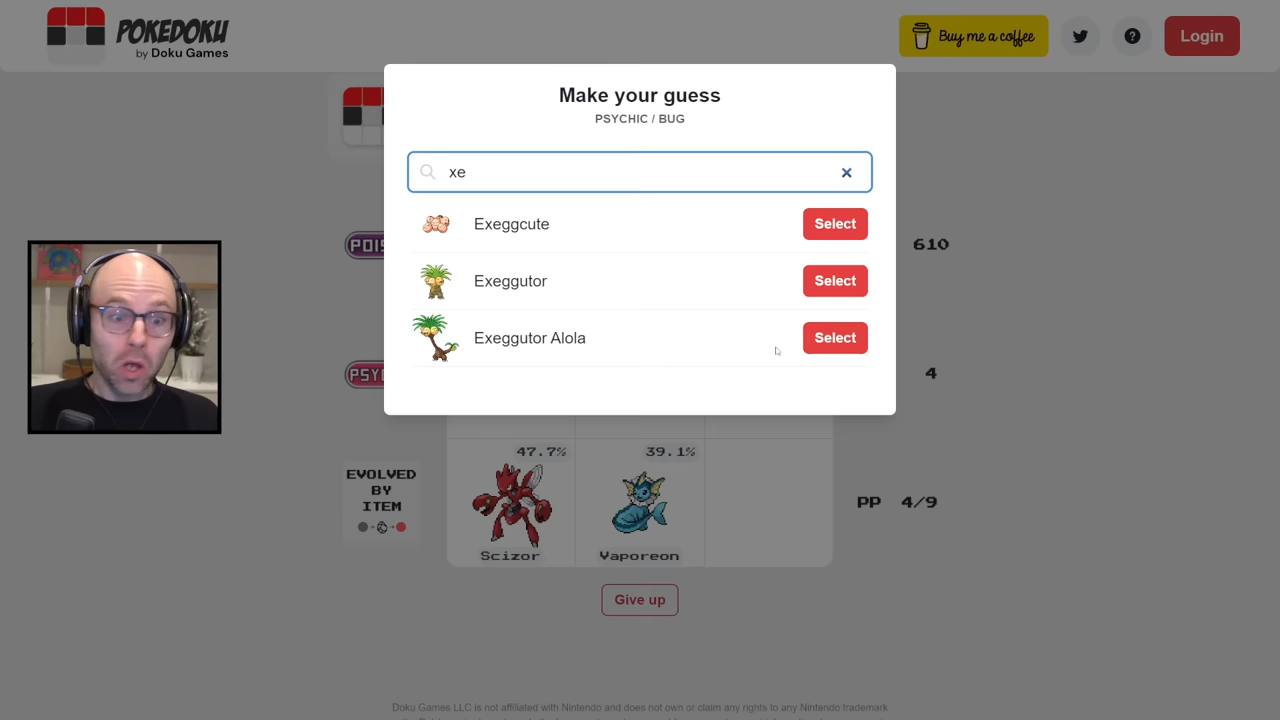 POKEDOKU
by Doku Games
Buy me a coffee
?
Login
Make your guess
PSYCHIC / BUG
xe
Exeggcute
Select
Exeggutor
Select
Exeggutor Alola
Select
POIS
610
PSY
4
EVOLVED
BY
ITEM
47.7%
39.1%
Scizor
Vaporeon
PP 4/9
Give up
Doku Games LLC is not affiliated with Nintendo and does not own or claim any rights to any Nintendo trademark